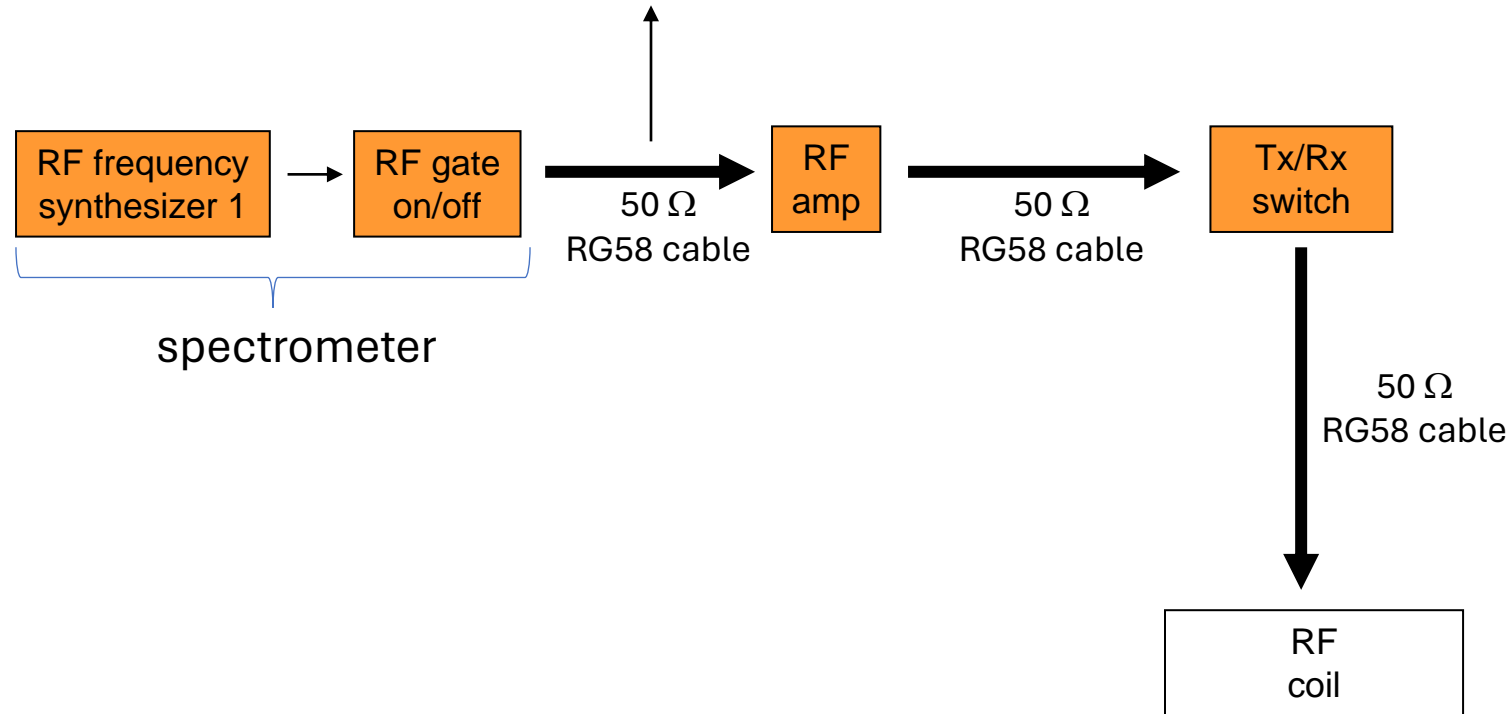 RF frequency
synthesizer 1
RF gate
on/off
50 Ω
RG58 cable
RF
amp
50 Ω
RG58 cable
Tx/Rx
switch
spectrometer
50 Ω
RG58 cable
RF
coil